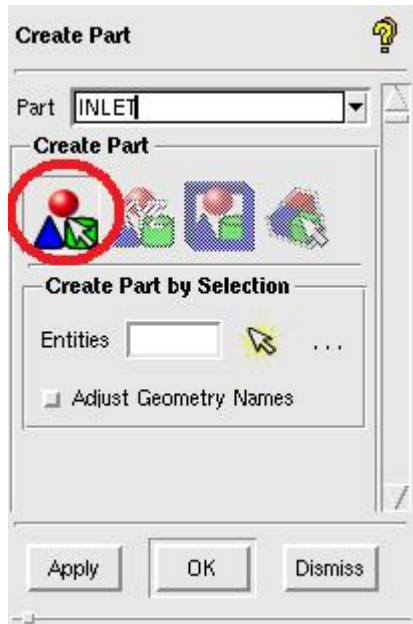 Create Part
Part INLET
Create Part
Create Part by Selection
Entities ...
Adjust Geometry Names
Apply OK Dismiss